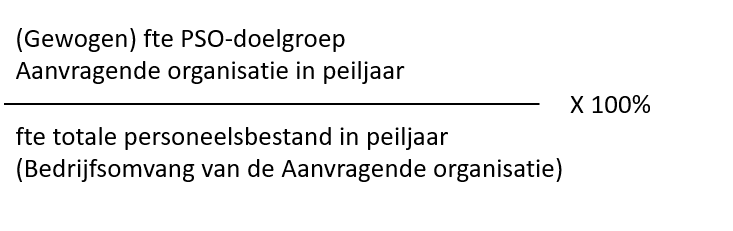 (Gewogen) fte PSO-doelgroep
Aanvragende organisatie in peiljaar
X 100%
fte totale personeelsbestand in peiljaar
(Bedrijfsomvang van de Aanvragende organisatie)